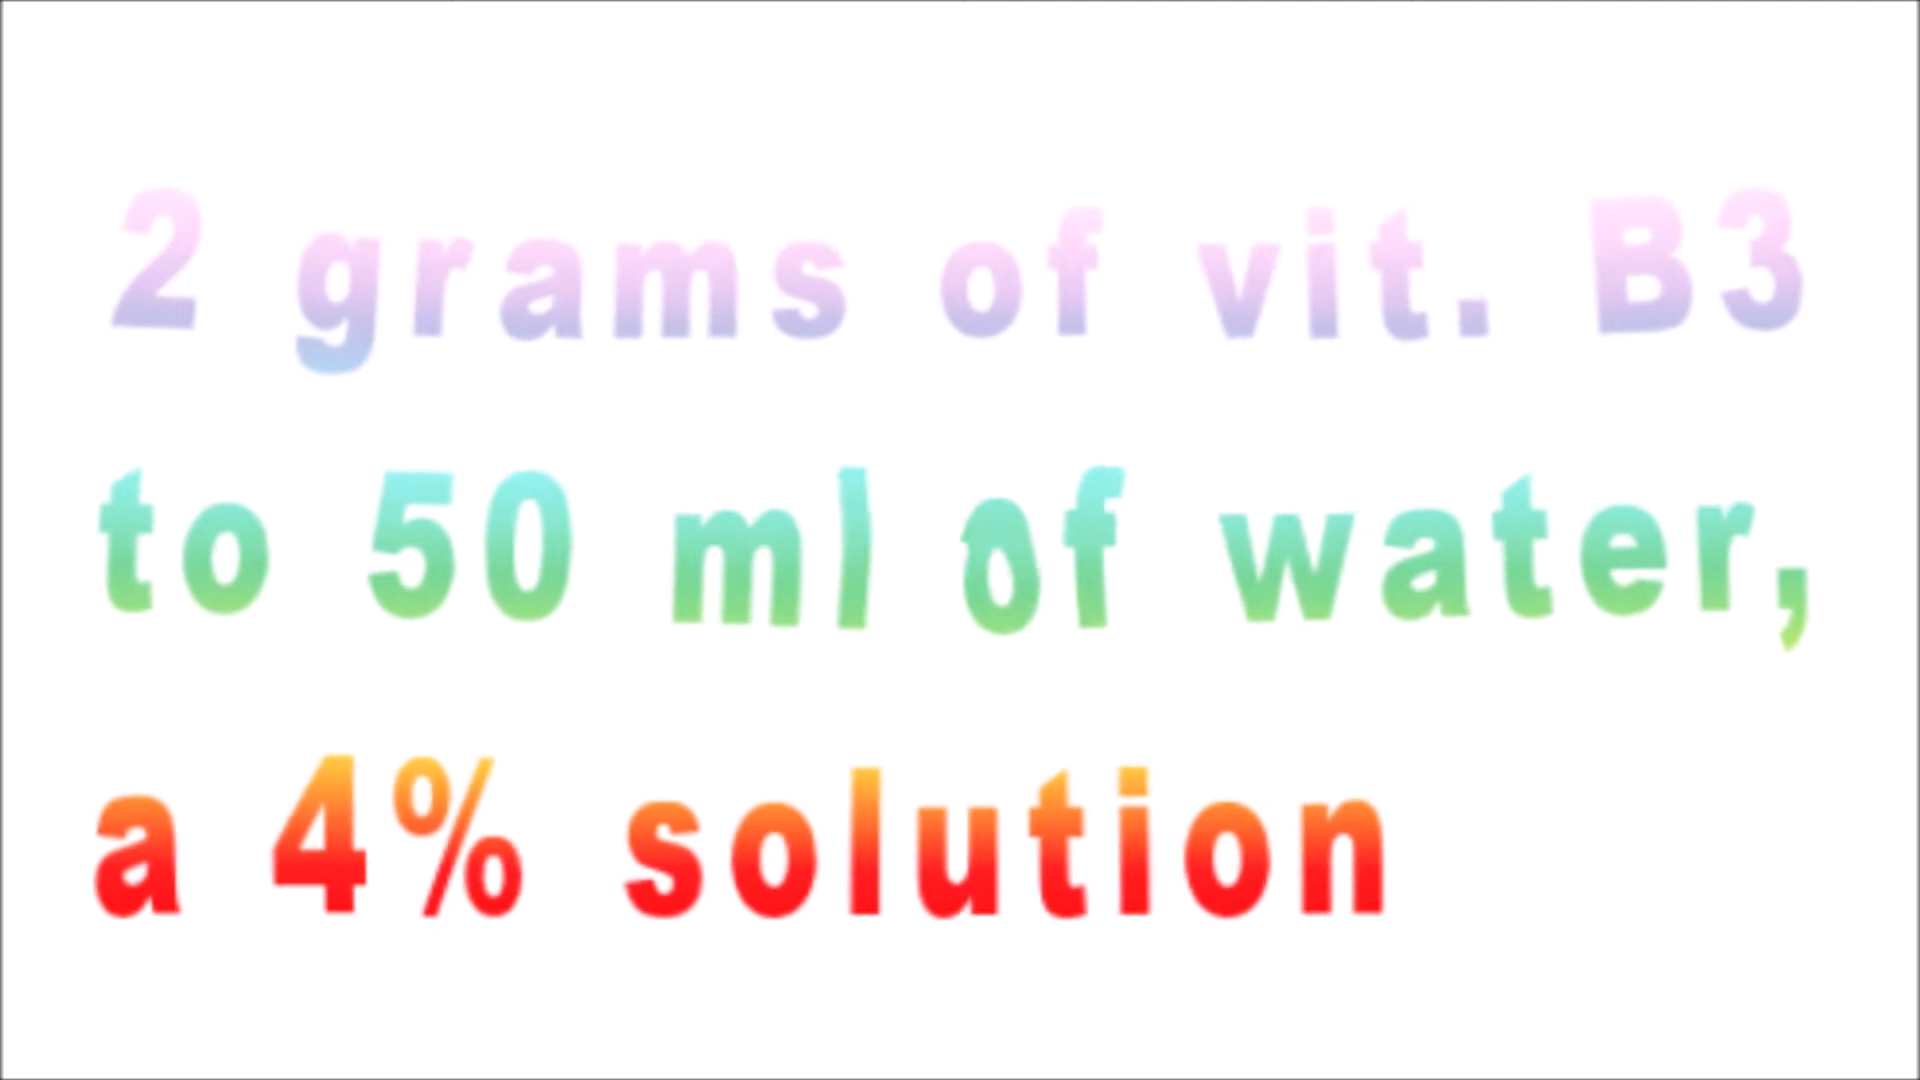 2 grams of vit. B3
to 50 ml of water,
a 4% solution